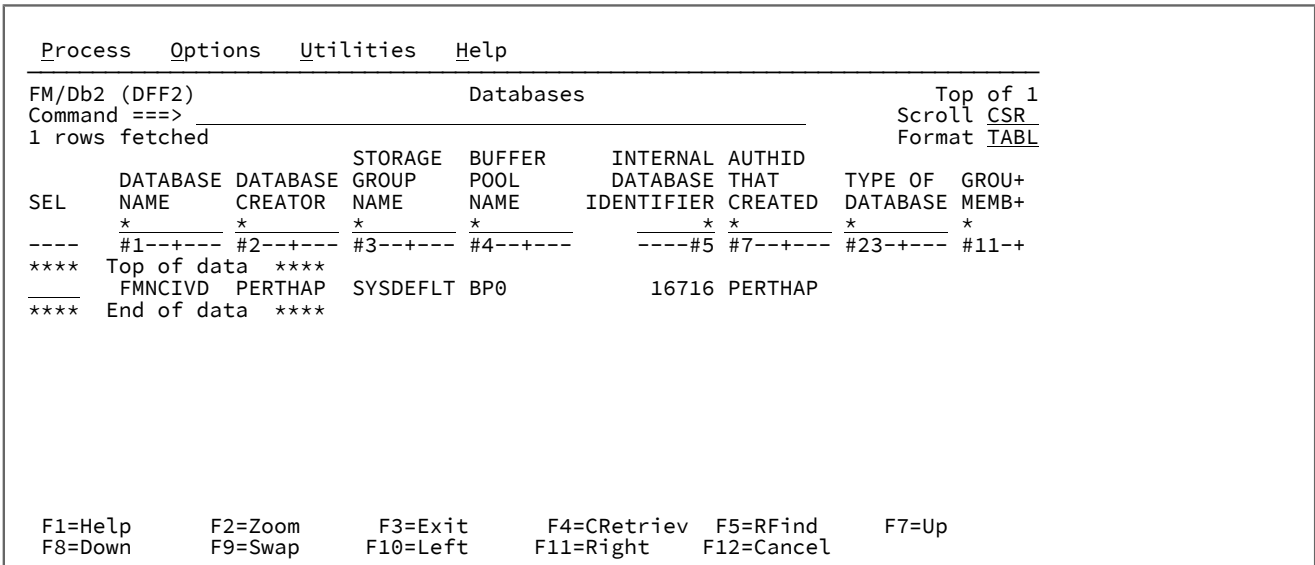 Process Options Utilities Help
FM/Db2 (DFF2) Databases Top of 1
Command ===> Scroll CSR
1 rows fetched Format TABL
STORAGE BUFFER INTERNAL AUTHID
DATABASE DATABASE GROUP POOL DATABASE THAT TYPE OF GROU+
SEL NAME CREATOR NAME NAME IDENTIFIER CREATED DATABASE MEMB+
* * * * * * * *
---- #1--+--- #2--+--- #3--+--- #4--+--- ----#5 #7--+--- #23-+--- #11-+
**** Top of data ****
FMNCIVD PERTHAP SYSDEFLT BP0 16716 PERTHAP
**** End of data ****
F1=Help F2=Zoom F3=Exit F4=CRetriev F5=RFind F7=Up
F8=Down F9=Swap F10=Left F11=Right F12=Cancel